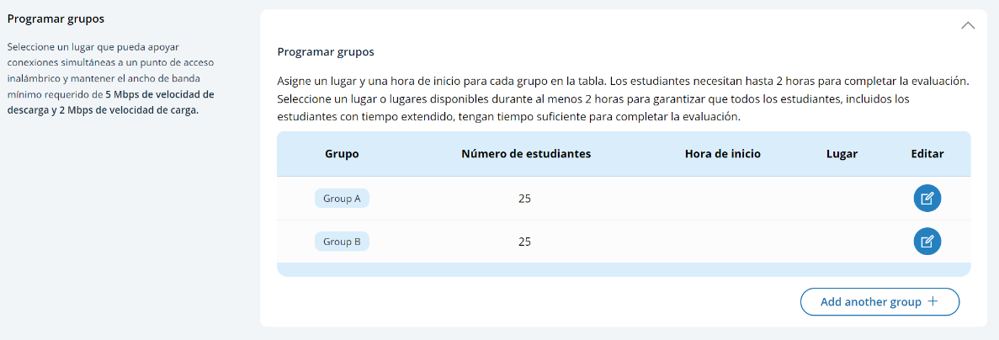 Programar grupos
Seleccione un lugar que pueda apoyar
conexiones simultáneas a un punto de acceso
inalámbrico y mantener el ancho de banda
mínimo requerido de 5 Mbps de velocidad de
descarga y 2 Mbps de velocidad de carga.
Programar grupos
Asigne un lugar y una hora de inicio para cada grupo en la tabla. Los estudiantes necesitan hasta 2 horas para completar la evaluación.
Seleccione un lugar o lugares disponibles durante al menos 2 horas para garantizar que todos los estudiantes, incluidos los
estudiantes con tiempo extendido, tengan tiempo suficiente para completar la evaluación.
Grupo Número de estudiantes Hora de inicio Lugar Editar
Group A 25
Group B 25
Add another group +